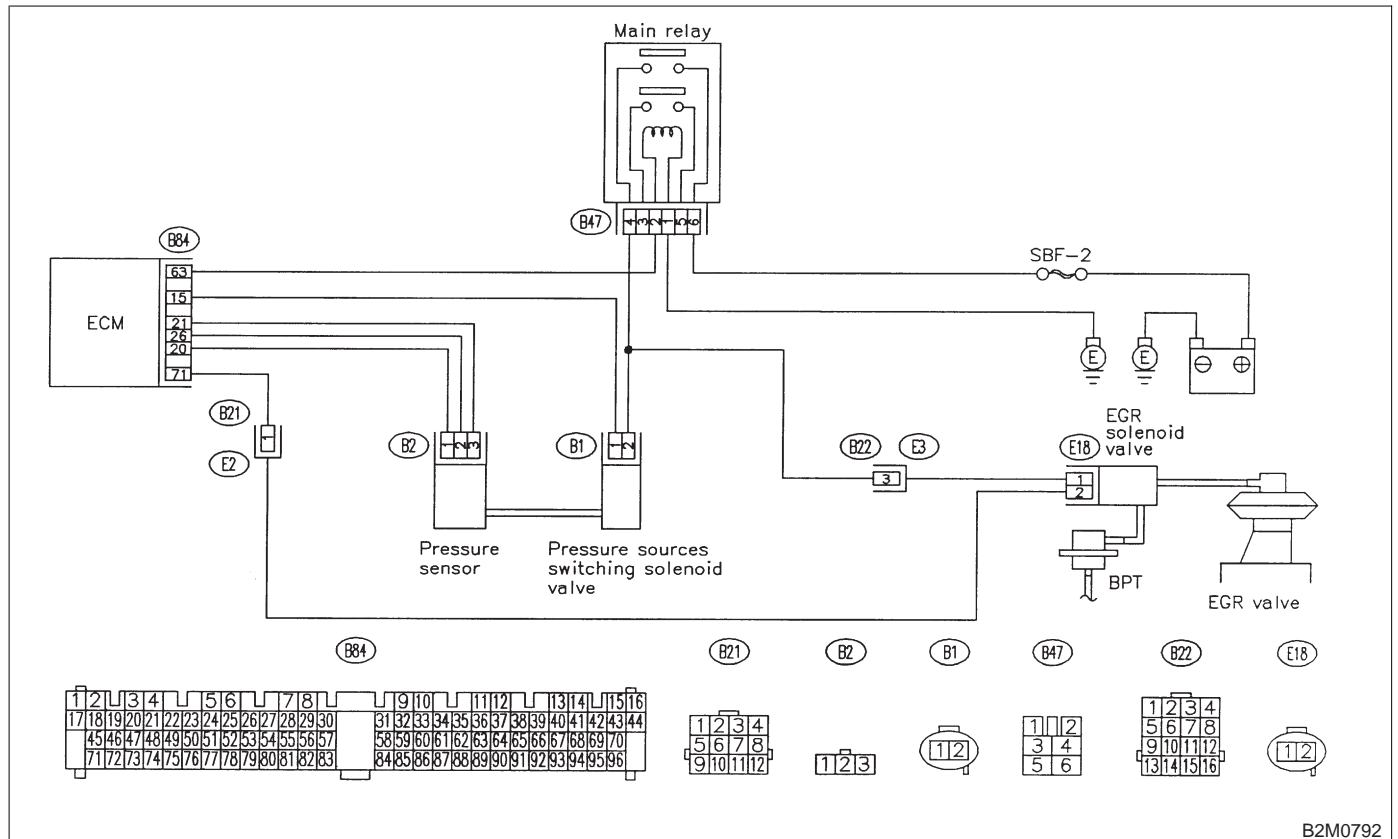 Main relay
B47
4 3 2 1 5 6
B84
SBF-2
63
15
ECM
21
26
20
71
E
E
⊖ ⊕
B21
1
E2
B2
1 2 3
B1
1 2
B22
E3
3
E18
1
2
EGR
solenoid
valve
Pressure
sensor
Pressure sources
switching solenoid
valve
BPT
EGR valve
B84
B21
B2
B1
B47
B22
E18
1 2 3 4 5 6 7 8 9 10 11 12 13 14 15 16
17 18 19 20 21 22 23 24 25 26 27 28 29 30 31 32 33 34 35 36 37 38 39 40 41 42 43 44
45 46 47 48 49 50 51 52 53 54 55 56 57 58 59 60 61 62 63 64 65 66 67 68 69 70
71 72 73 74 75 76 77 78 79 80 81 82 83 84 85 86 87 88 89 90 91 92 93 94 95 96
1 2 3 4
5 6 7 8
9 10 11 12
1 2 3
1 2
1 2
3 4
5 6
1 2 3 4
5 6 7 8
9 10 11 12
13 14 15 16
1 2
B2M0792